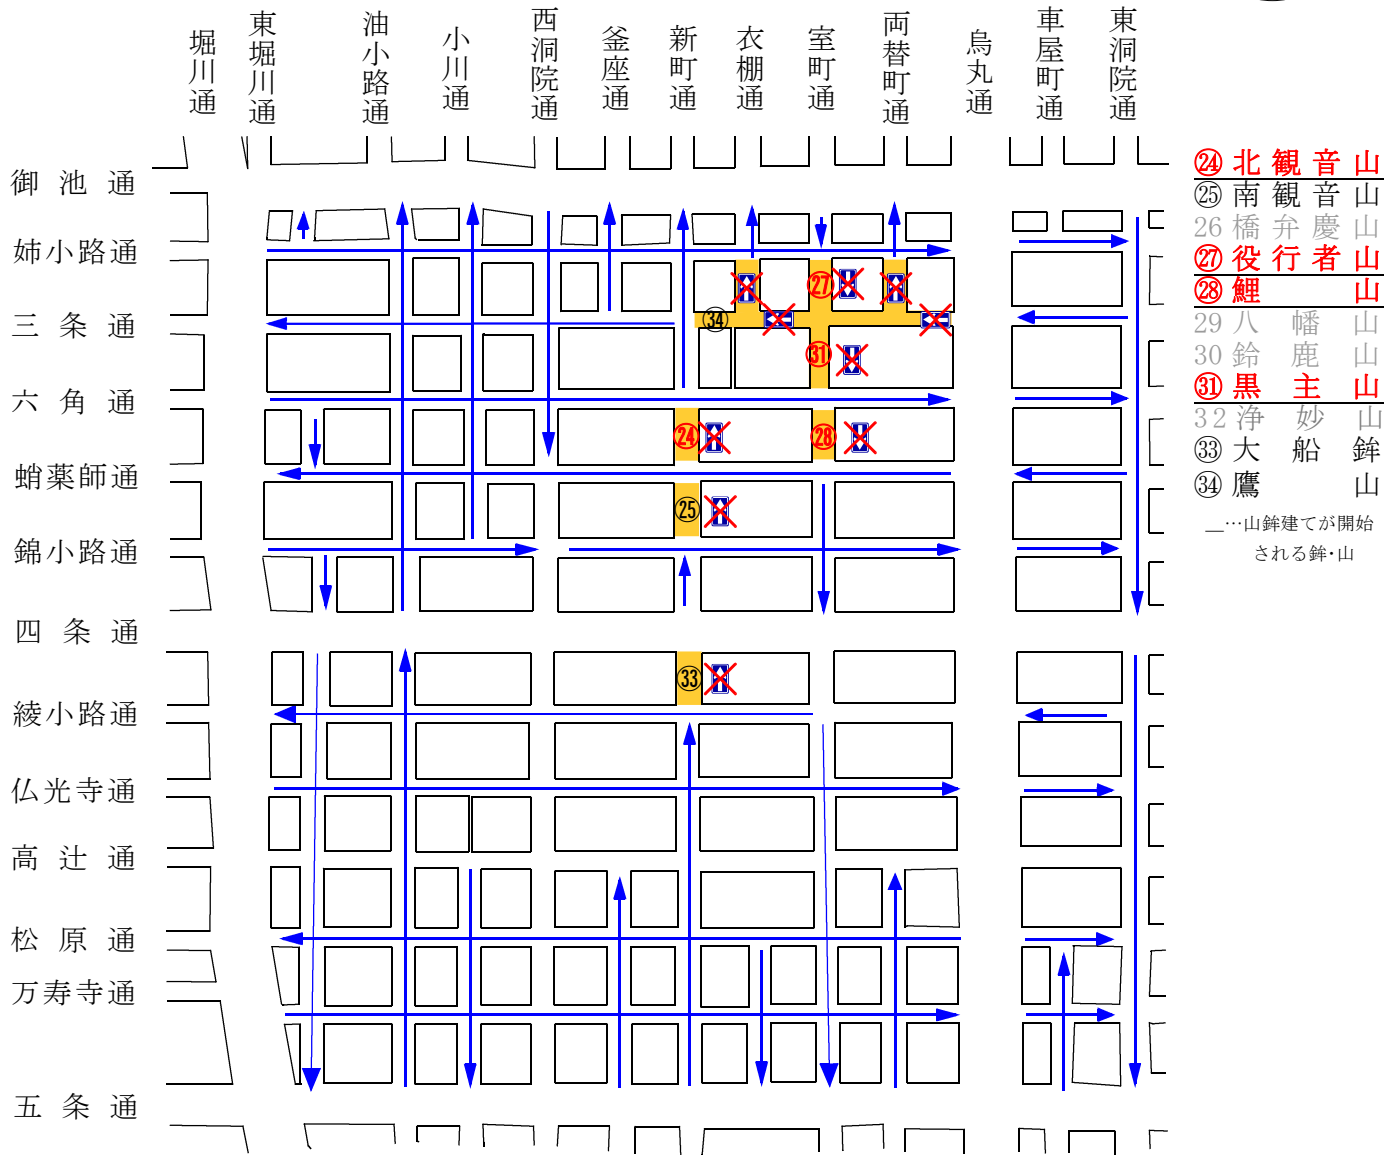 堀川通
東堀川通
油小路通
小川通
西洞院通
釜座通
新町通
衣棚通
室町通
両替町通
烏丸通
車屋町通
東洞院通
御池通
姉小路通
三条通
六角通
蛸薬師通
錦小路通
四条通
綾小路通
仏光寺通
高辻通
松原通
万寿寺通
五条通
㉗
㉞
㉛
㉔
㉘
㉕
㉝
㉔北観音山
㉕南観音山
26橋弁慶山
㉗役行者山
㉘鯉山
29八幡山
30鈴鹿山
㉛黒主山
32浄妙山
㉝大船鉾
㉞鷹山
＿…山鉾建てが開始
される鉾・山